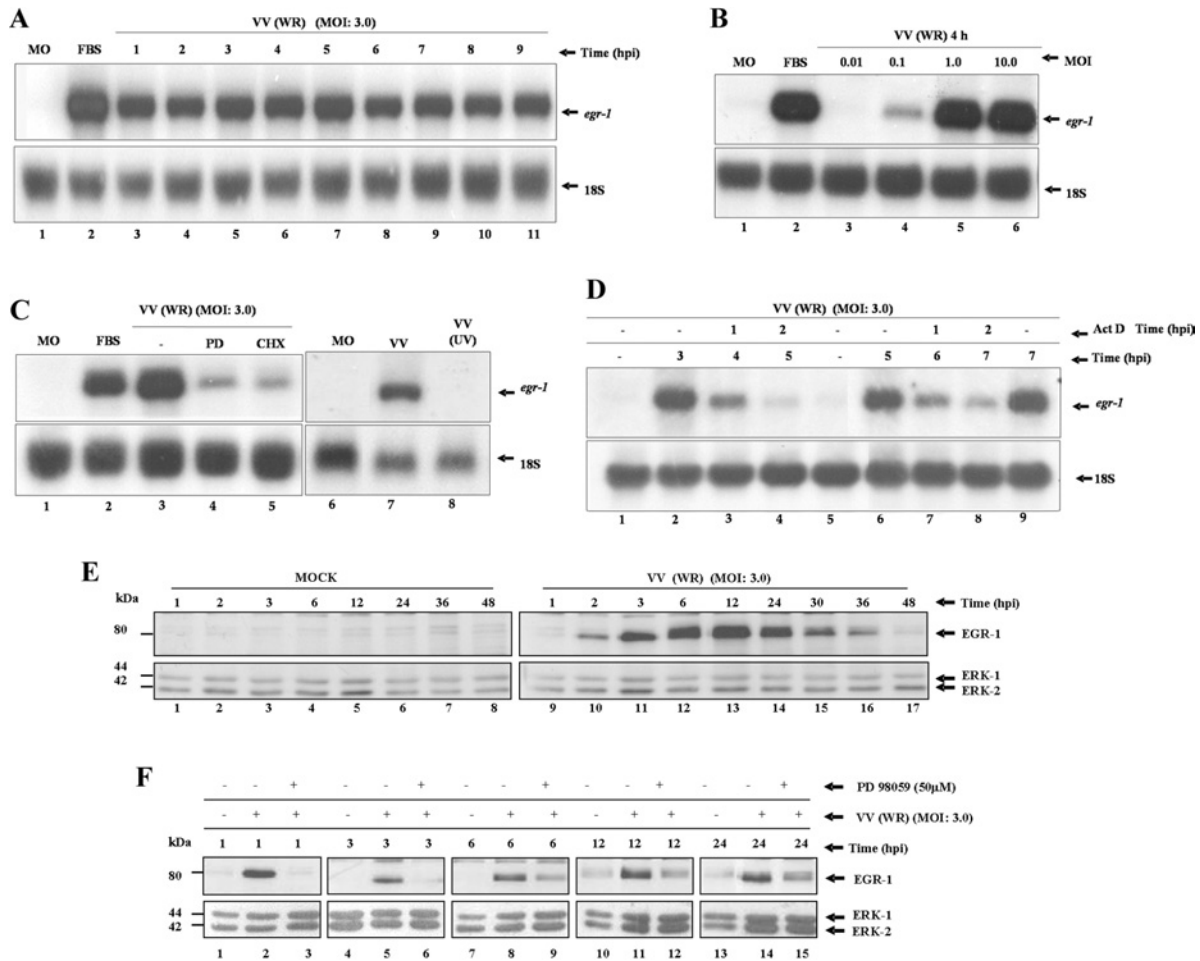 A
VV (WR) (MOI: 3.0)
MO FBS 1 2 3 4 5 6 7 8 9 Time (hpi)
egr-1
18S
1 2 3 4 5 6 7 8 9 10 11
B
VV (WR) 4 h
MO FBS 0.01 0.1 1.0 10.0 MOI
egr-1
18S
1 2 3 4 5 6
C
VV (WR) (MOI: 3.0)
MO FBS - PD CHX MO VV VV (UV)
egr-1
18S
1 2 3 4 5 6 7 8
D
VV (WR) (MOI: 3.0)
- - 1 2 - - 1 2 - Act D Time (hpi)
- 3 4 5 - 5 6 7 7 Time (hpi)
egr-1
18S
1 2 3 4 5 6 7 8 9
E
MOCK VV (WR) (MOI: 3.0)
kDa 1 2 3 6 12 24 36 48 1 2 3 6 12 24 30 36 48 Time (hpi)
80 EGR-1
44 ERK-1
42 ERK-2
1 2 3 4 5 6 7 8 9 10 11 12 13 14 15 16 17
F
- - + - - + - - + - - + - - + PD 98059 (50µM)
- + + - + + - + + - + + - + + VV (WR) (MOI: 3.0)
kDa 1 1 1 3 3 3 6 6 6 12 12 12 24 24 24 Time (hpi)
80 EGR-1
44 ERK-1
42 ERK-2
1 2 3 4 5 6 7 8 9 10 11 12 13 14 15